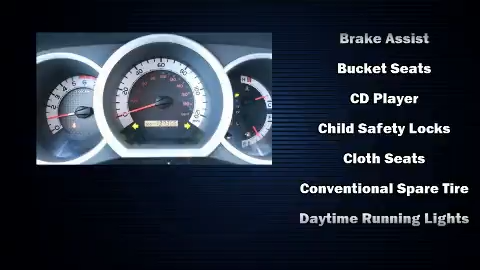 Brake Assist
Bucket Seats
CD Player
Child Safety Locks
Cloth Seats
Conventional Spare Tire
Daytime Running Lights